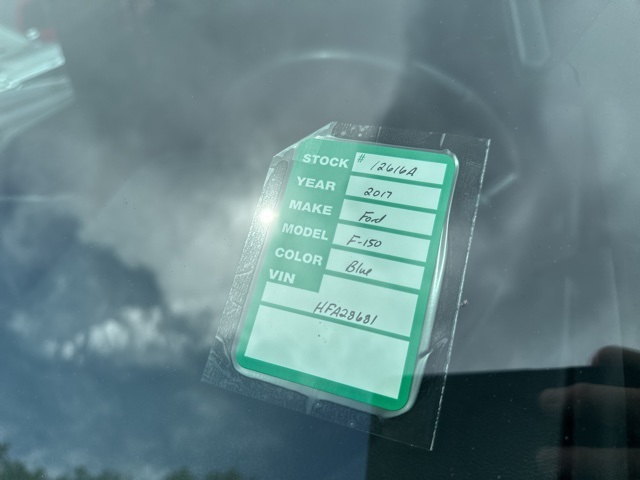 STOCK # 12616A
YEAR 2017
MAKE Ford
MODEL F-150
COLOR Blue
VIN
HFA28681